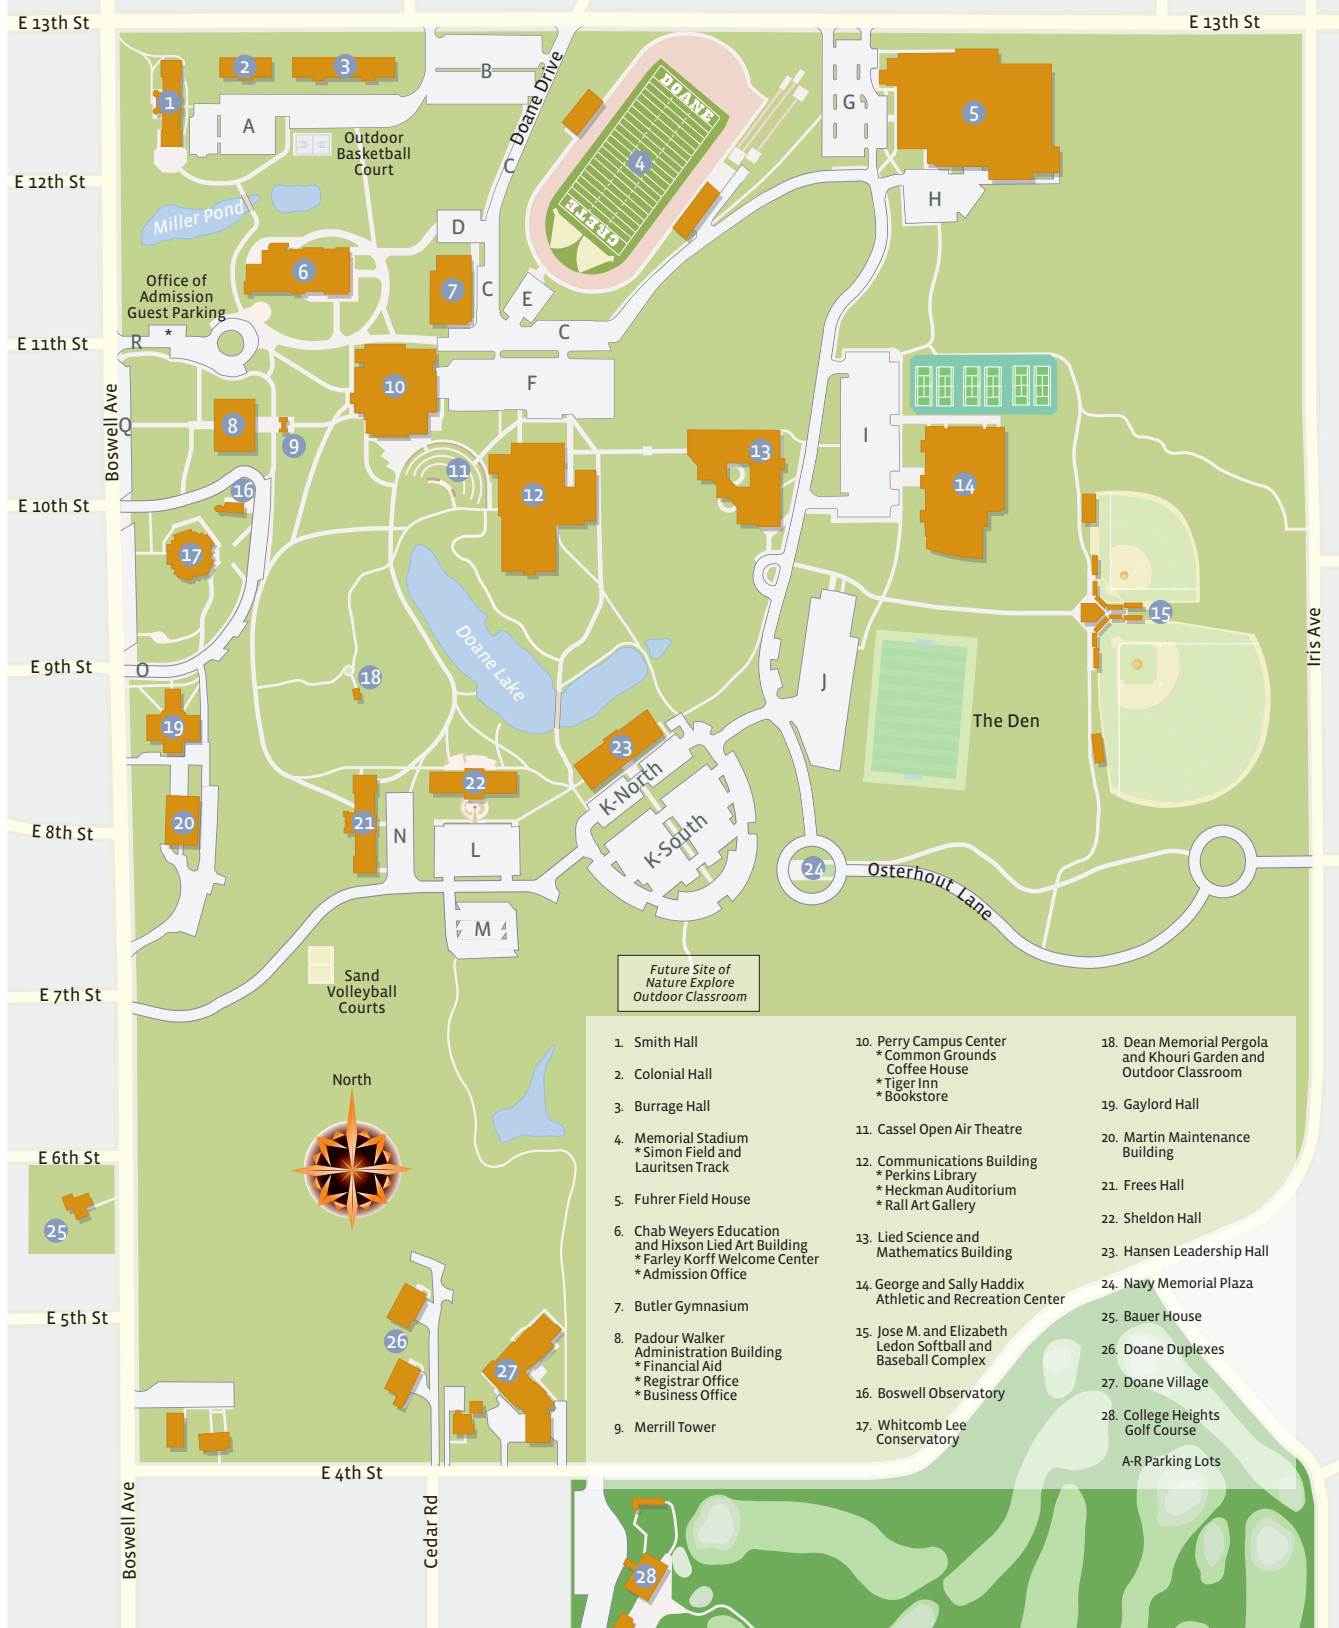 E 13th St
E 13th St
1
2
3
A
B
Doane Drive
C
Outdoor
Basketball
Court
DOANE
4
CRETE
G
5
H
E 12th St
Miller Pond
D
6
7
C
E
C
Office of
Admission
Guest Parking
*
R
E 11th St
Boswell Ave
10
F
8
9
Q
I
11
12
13
14
E 10th St
16
17
15
Iris Ave
Doane Lake
E 9th St
O
18
J
The Den
19
23
22
K-North
K-South
20
21
N
L
E 8th St
24
Osterhout Lane
M
E 7th St
Sand
Volleyball
Courts
Future Site of
Nature Explore
Outdoor Classroom
North
E 6th St
25
E 5th St
26
27
E 4th St
Boswell Ave
Cedar Rd
28
1. Smith Hall
2. Colonial Hall
3. Burrage Hall
4. Memorial Stadium
* Simon Field and
Lauritsen Track
5. Fuhrer Field House
6. Chab Weyers Education
and Hixson Lied Art Building
* Farley Korff Welcome Center
* Admission Office
7. Butler Gymnasium
8. Padour Walker
Administration Building
* Financial Aid
* Registrar Office
* Business Office
9. Merrill Tower
10. Perry Campus Center
* Common Grounds
Coffee House
* Tiger Inn
* Bookstore
11. Cassel Open Air Theatre
12. Communications Building
* Perkins Library
* Heckman Auditorium
* Rall Art Gallery
13. Lied Science and
Mathematics Building
14. George and Sally Haddix
Athletic and Recreation Center
15. Jose M. and Elizabeth
Ledon Softball and
Baseball Complex
16. Boswell Observatory
17. Whitcomb Lee
Conservatory
18. Dean Memorial Pergola
and Khouri Garden and
Outdoor Classroom
19. Gaylord Hall
20. Martin Maintenance
Building
21. Frees Hall
22. Sheldon Hall
23. Hansen Leadership Hall
24. Navy Memorial Plaza
25. Bauer House
26. Doane Duplexes
27. Doane Village
28. College Heights
Golf Course
A-R Parking Lots